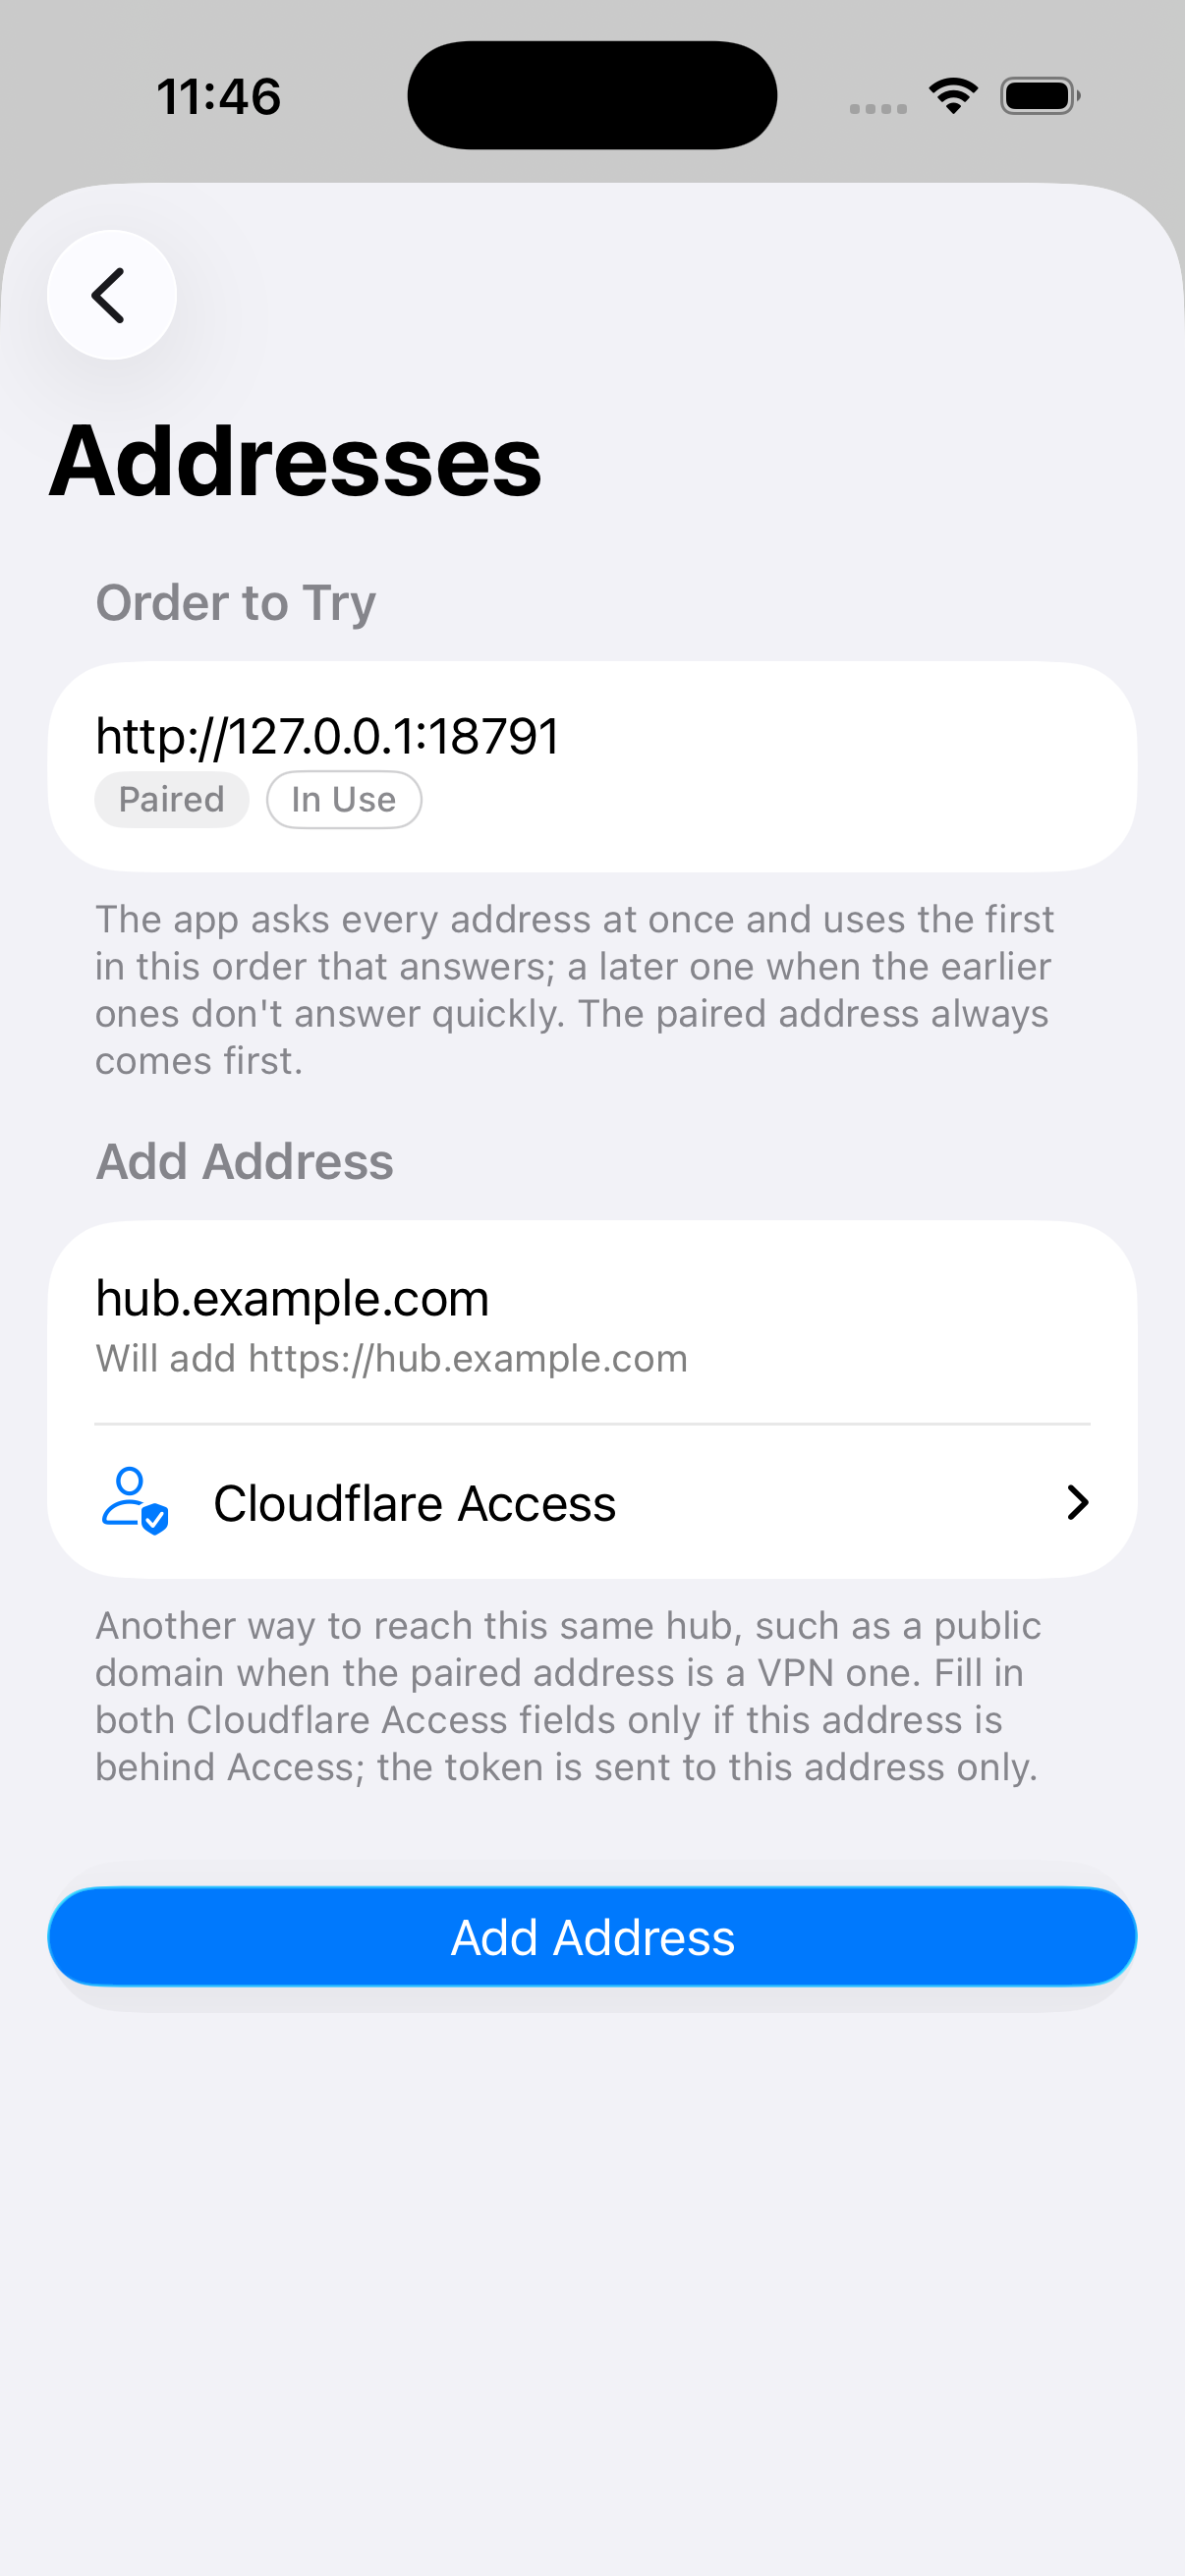 11:46
Addresses
Order to Try
http://127.0.0.1:18791
Paired
In Use
The app asks every address at once and uses the first
in this order that answers; a later one when the earlier
ones don't answer quickly. The paired address always
comes first.
Add Address
hub.example.com
Will add https://hub.example.com
Cloudflare Access
Another way to reach this same hub, such as a public
domain when the paired address is a VPN one. Fill in
both Cloudflare Access fields only if this address is
behind Access; the token is sent to this address only.
Add Address